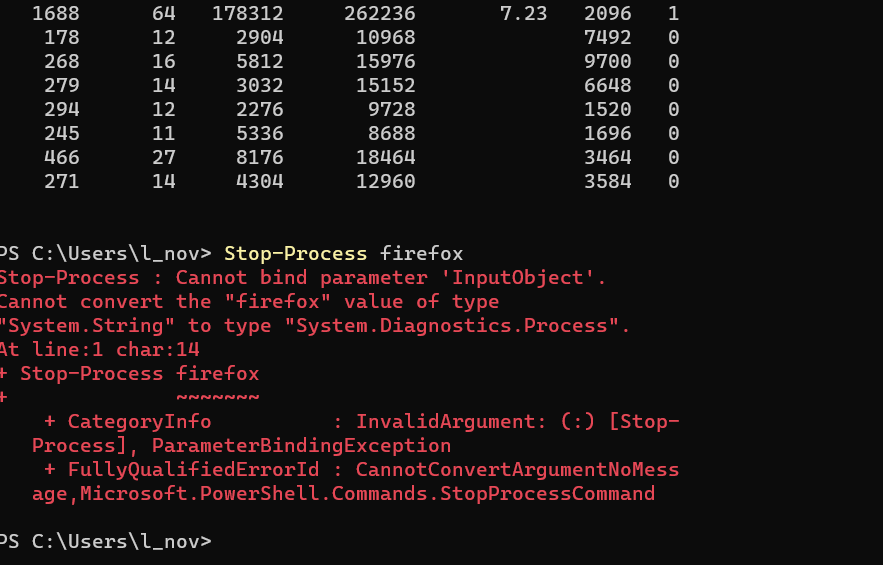 1688 64 178312 262236 7.23 2096 1
178 12 2904 10968 7492 0
268 16 5812 15976 9700 0
279 14 3032 15152 6648 0
294 12 2276 9728 1520 0
245 11 5336 8688 1696 0
466 27 8176 18464 3464 0
271 14 4304 12960 3584 0
PS C:\Users\l_nov> Stop-Process firefox
Stop-Process : Cannot bind parameter 'InputObject'.
Cannot convert the "firefox" value of type
"System.String" to type "System.Diagnostics.Process".
At line:1 char:14
+ Stop-Process firefox
+ ~~~~~~~
+ CategoryInfo : InvalidArgument: (:) [Stop-
Process], ParameterBindingException
+ FullyQualifiedErrorId : CannotConvertArgumentNoMess
age,Microsoft.PowerShell.Commands.StopProcessCommand
PS C:\Users\l_nov>